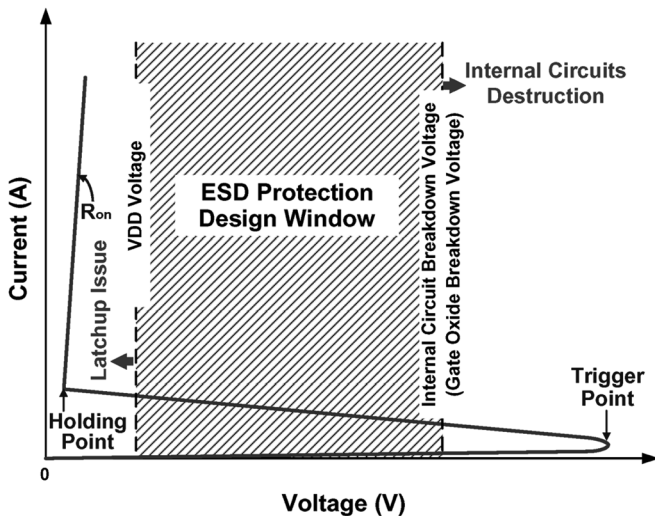 Internal Circuits
Destruction
ESD Protection
Design Window
VDD Voltage
Internal Circuit Breakdown Voltage
(Gate Oxide Breakdown Voltage)
Ron
Latchup Issue
Current (A)
Trigger
Point
Holding
Point
0
Voltage (V)